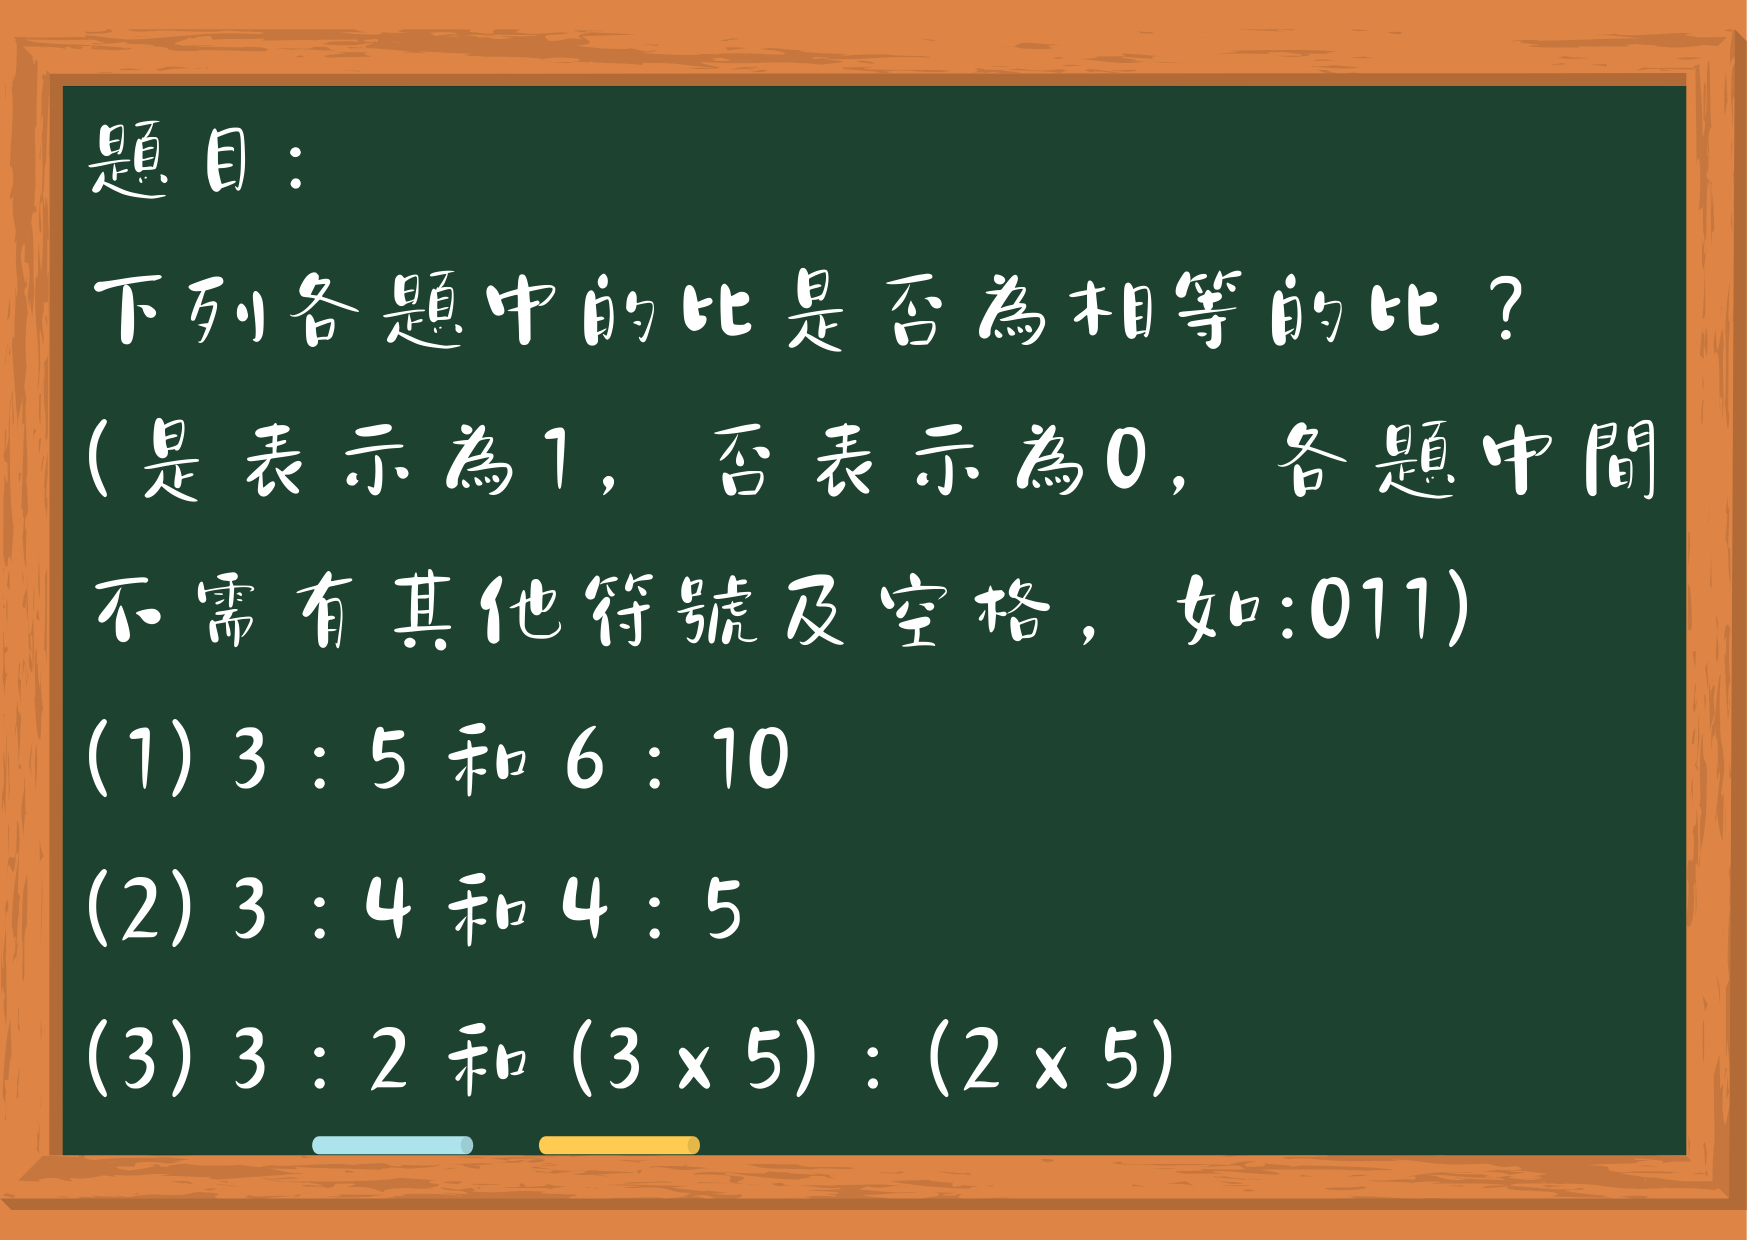 題目:
下列各題中的比是否為相等的比?
(是表示為1, 否表示為0, 各題中間
不需有其他符號及空格, 如:011)
(1) 3 : 5 和 6 : 10
(2) 3 : 4 和 4 : 5
(3) 3 : 2 和 (3 x 5) : (2 x 5)